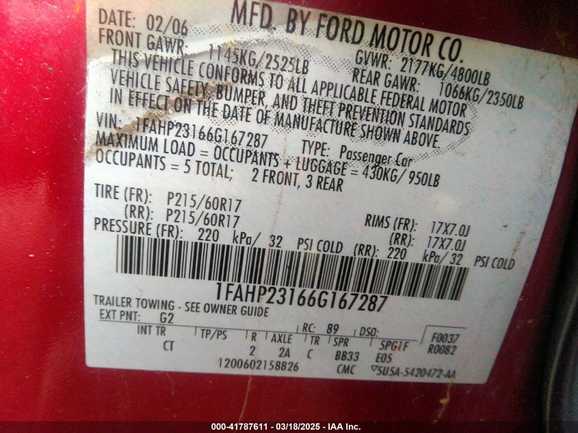 MFD. BY FORD MOTOR CO.
DATE: 02/06
FRONT GAWR: 1145KG/2525LB
GVWR: 2177KG/4800LB
REAR GAWR: 1066KG/2350LB
THIS VEHICLE CONFORMS TO ALL APPLICABLE FEDERAL MOTOR
VEHICLE SAFETY, BUMPER, AND THEFT PREVENTION STANDARDS
IN EFFECT ON THE DATE OF MANUFACTURE SHOWN ABOVE.
VIN: 1FAHP23166G167287 TYPE: Passenger Car
MAXIMUM LOAD = OCCUPANTS + LUGGAGE = 430KG/ 950LB
OCCUPANTS = 5 TOTAL; 2 FRONT, 3 REAR
TIRE (FR): P215/60R17 RIMS (FR): 17X7.0J
(RR): P215/60R17 (RR): 17X7.0J
PRESSURE (FR): 220 kPa/ 32 PSI COLD (RR): 220 kPa/ 32 PSI COLD
1FAHP23166G167287
TRAILER TOWING - SEE OWNER GUIDE
EXT PNT: G2 RC: 89 DSO: F0037
R0082
INT TR TP/PS R AXLE TR SPR SPGIF
CT 2 2A C BB33 E05
1200602158826 CMC ▽5USA-5420472-AA
000-41787611 — 03/18/2025 — IAA Inc.